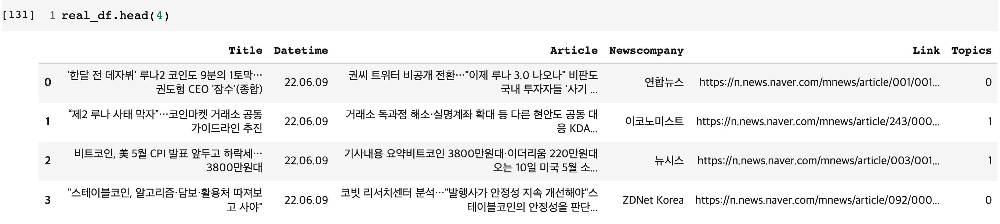 [131] 1 real_df.head(4)
Title Datetime Article Newscompany Link Topics
'한달 전 데자뷔' 루나2 코인도 9분의 1토막… 권씨 트위터 비공개 전환…"이제 루나 3.0 나오나" 비판도
0 22.06.09 연합뉴스 https://n.news.naver.com/mnews/article/001/001... 0
권도형 CEO '잠수'(종합) 국내 투자자들 '사기 ...
“제2 루나 사태 막자”…코인마켓 거래소 공동 거래소 독과점 해소·실명계좌 확대 등 다른 현안도 공동 대
1 22.06.09 이코노미스트 https://n.news.naver.com/mnews/article/243/000... 1
가이드라인 추진 응 KDA...
비트코인, 美 5월 CPI 발표 앞두고 하락세… 기사내용 요약비트코인 3800만원대·이더리움 220만원대
2 22.06.09 뉴시스 https://n.news.naver.com/mnews/article/003/001... 1
3800만원대 오는 10일 미국 5월 소...
"스테이블코인, 알고리즘·담보·활용처 따져보 코빗 리서치센터 분석…"발행사가 안정성 지속 개선해야"스
3 22.06.09 ZDNet Korea https://n.news.naver.com/mnews/article/092/000... 0
고 사야" 테이블코인의 안정성을 판단...